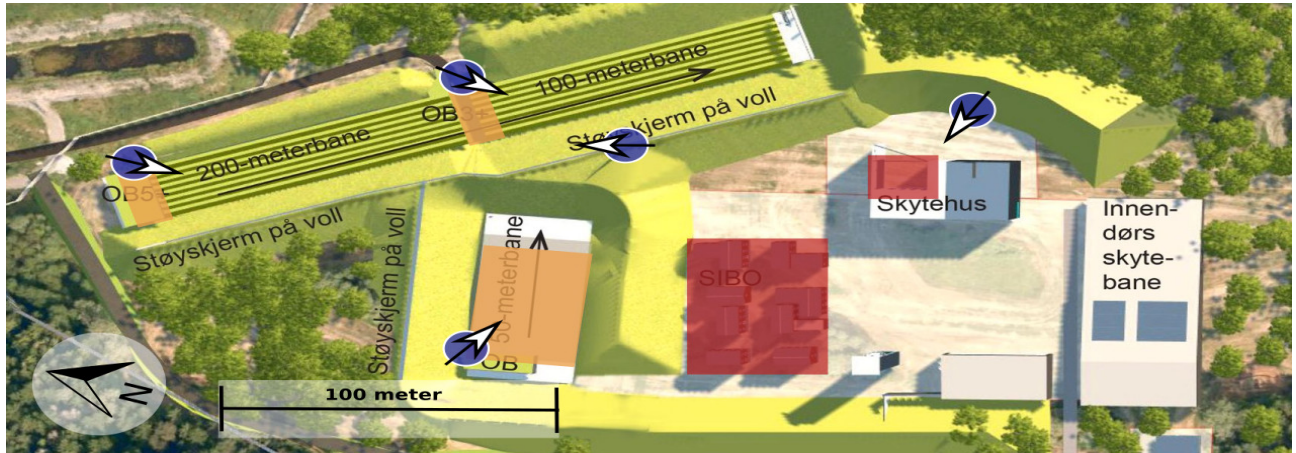 100-meterbane
OB3+
Støyskjerm på voll
200-meterbane
OB5
Støyskjerm på voll
Støyskjerm på voll
50-meterbane
OB
SIBO
Skytehus
Innen-
dørs
skyte-
bane
N
100 meter